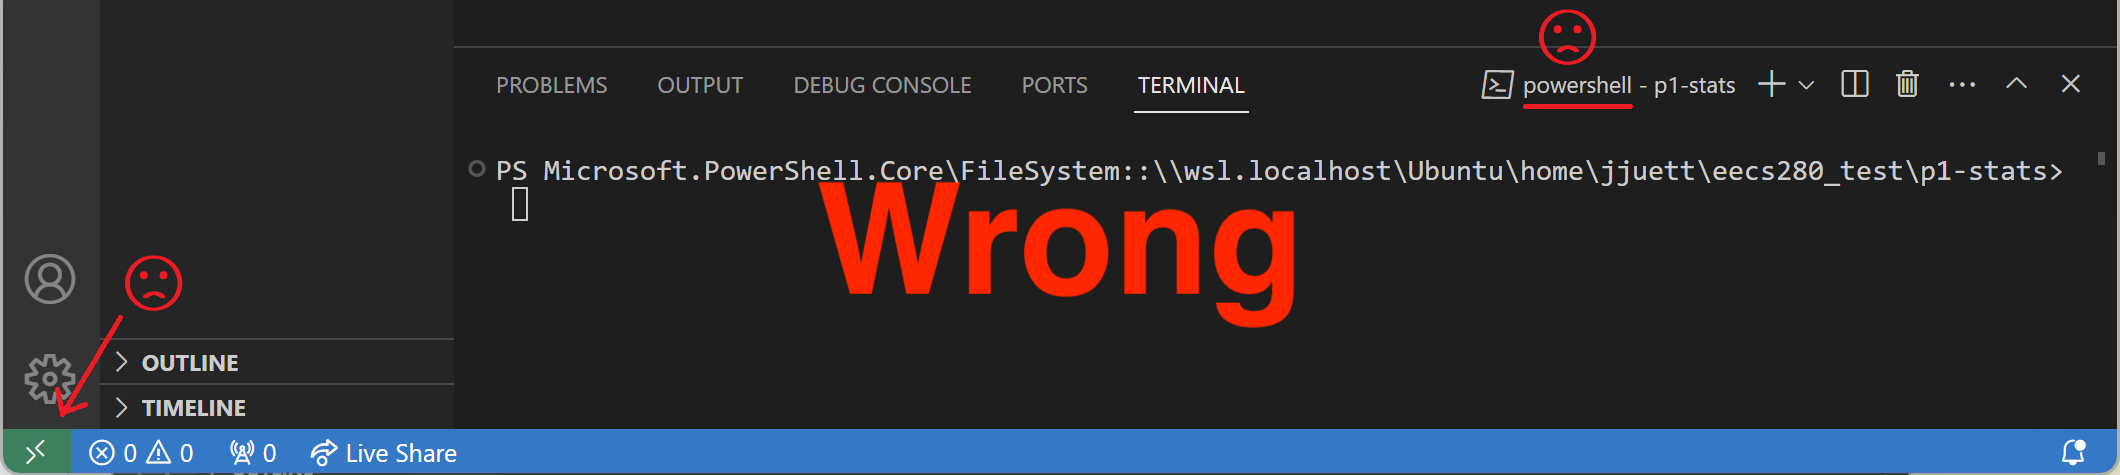 PROBLEMS OUTPUT DEBUG CONSOLE PORTS TERMINAL powershell - p1-stats
PS Microsoft.PowerShell.Core\FileSystem::\\wsl.localhost\Ubuntu\home\jjuett\eecs280_test\p1-stats>
Wrong
OUTLINE
TIMELINE
0 0 0 Live Share